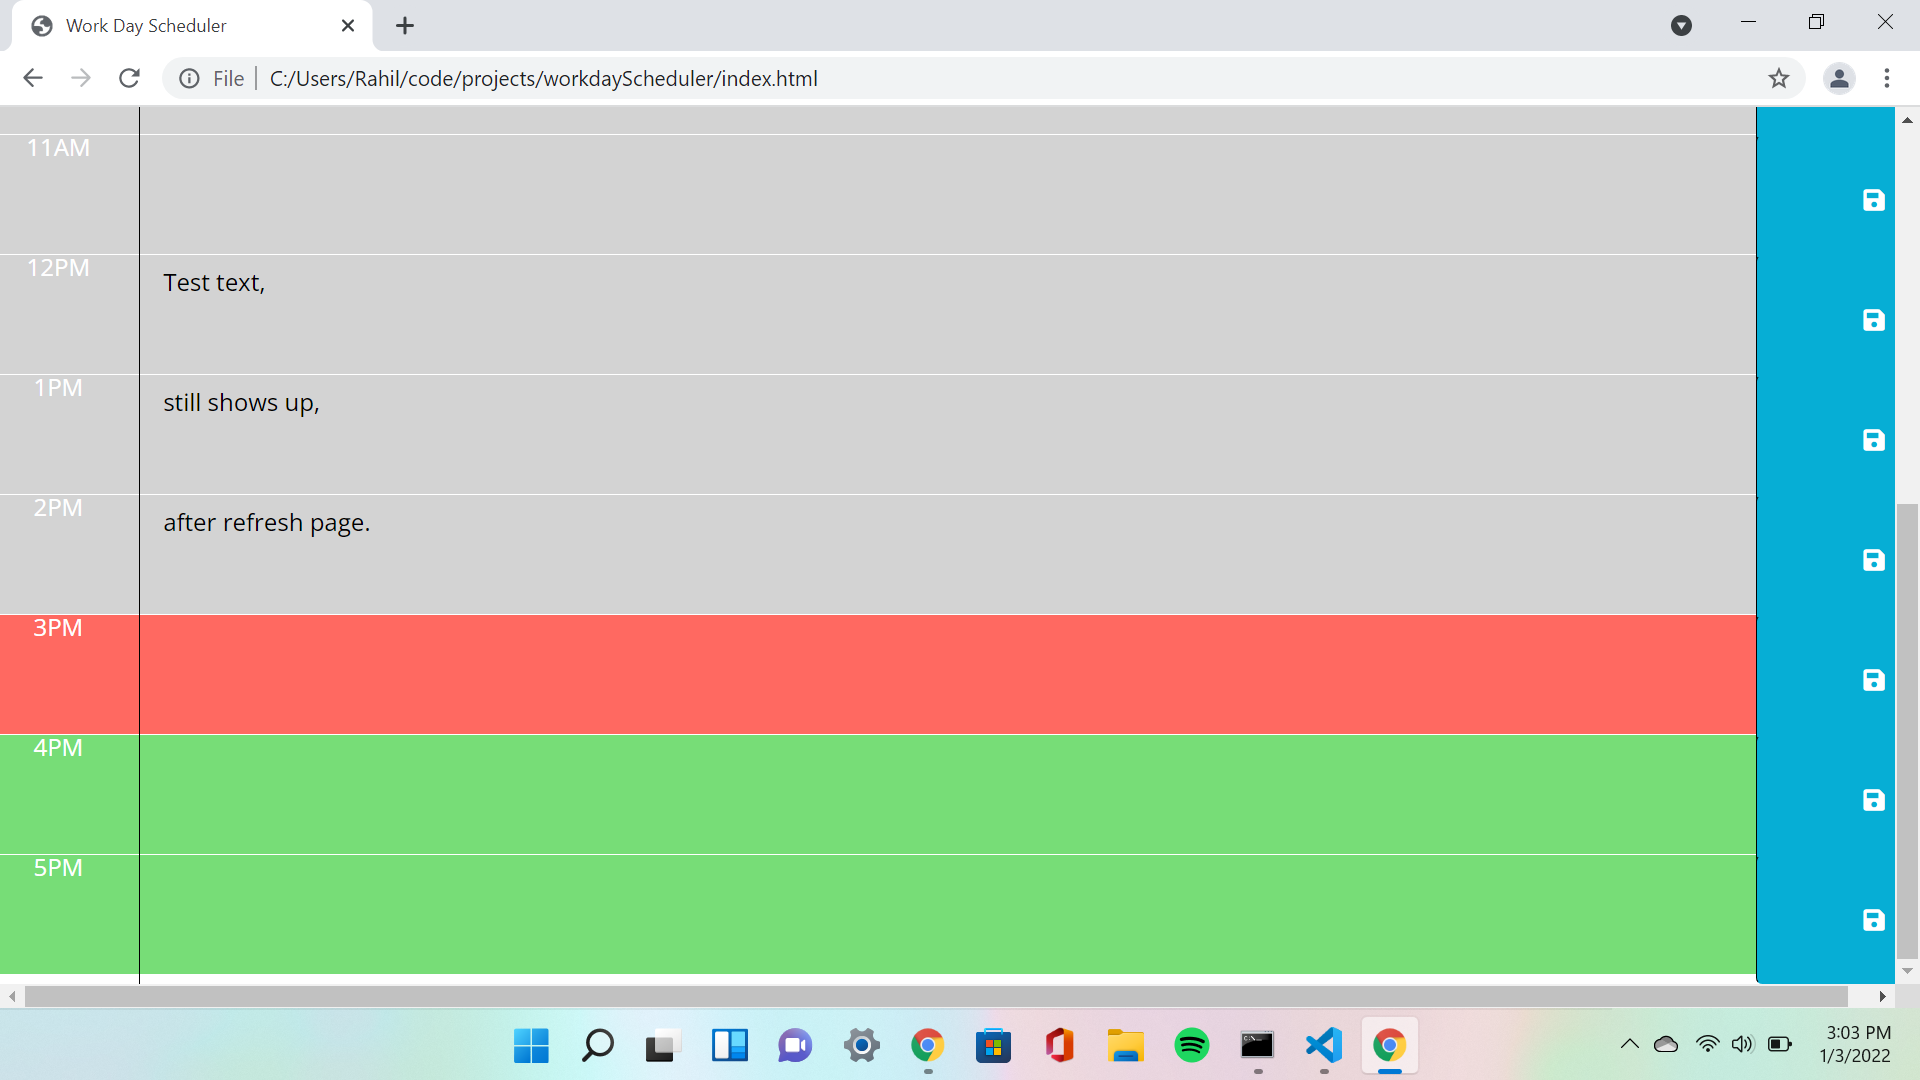 Work Day Scheduler
File
C:/Users/Rahil/code/projects/workdayScheduler/index.html
11AM
12PM
Test text,
1PM
still shows up,
2PM
after refresh page.
3PM
4PM
5PM
3:03 PM
1/3/2022